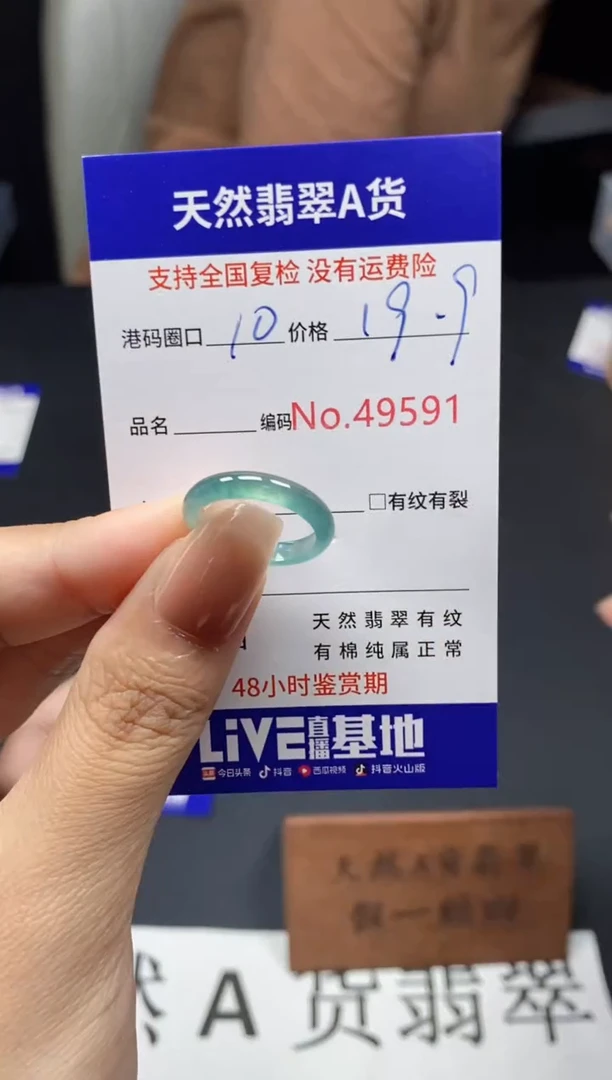 天然翡翠A货
支持全国复检 没有运费险
港码圈口 10 价格 19.9
品名 编码No.49591
□有纹有裂
天然翡翠有纹
有棉纯属正常
48小时鉴赏期
LiVE直播基地
今日头条 抖音 西瓜视频 抖音火山版
天然A货翡翠
假一赔四
然A货翡翠